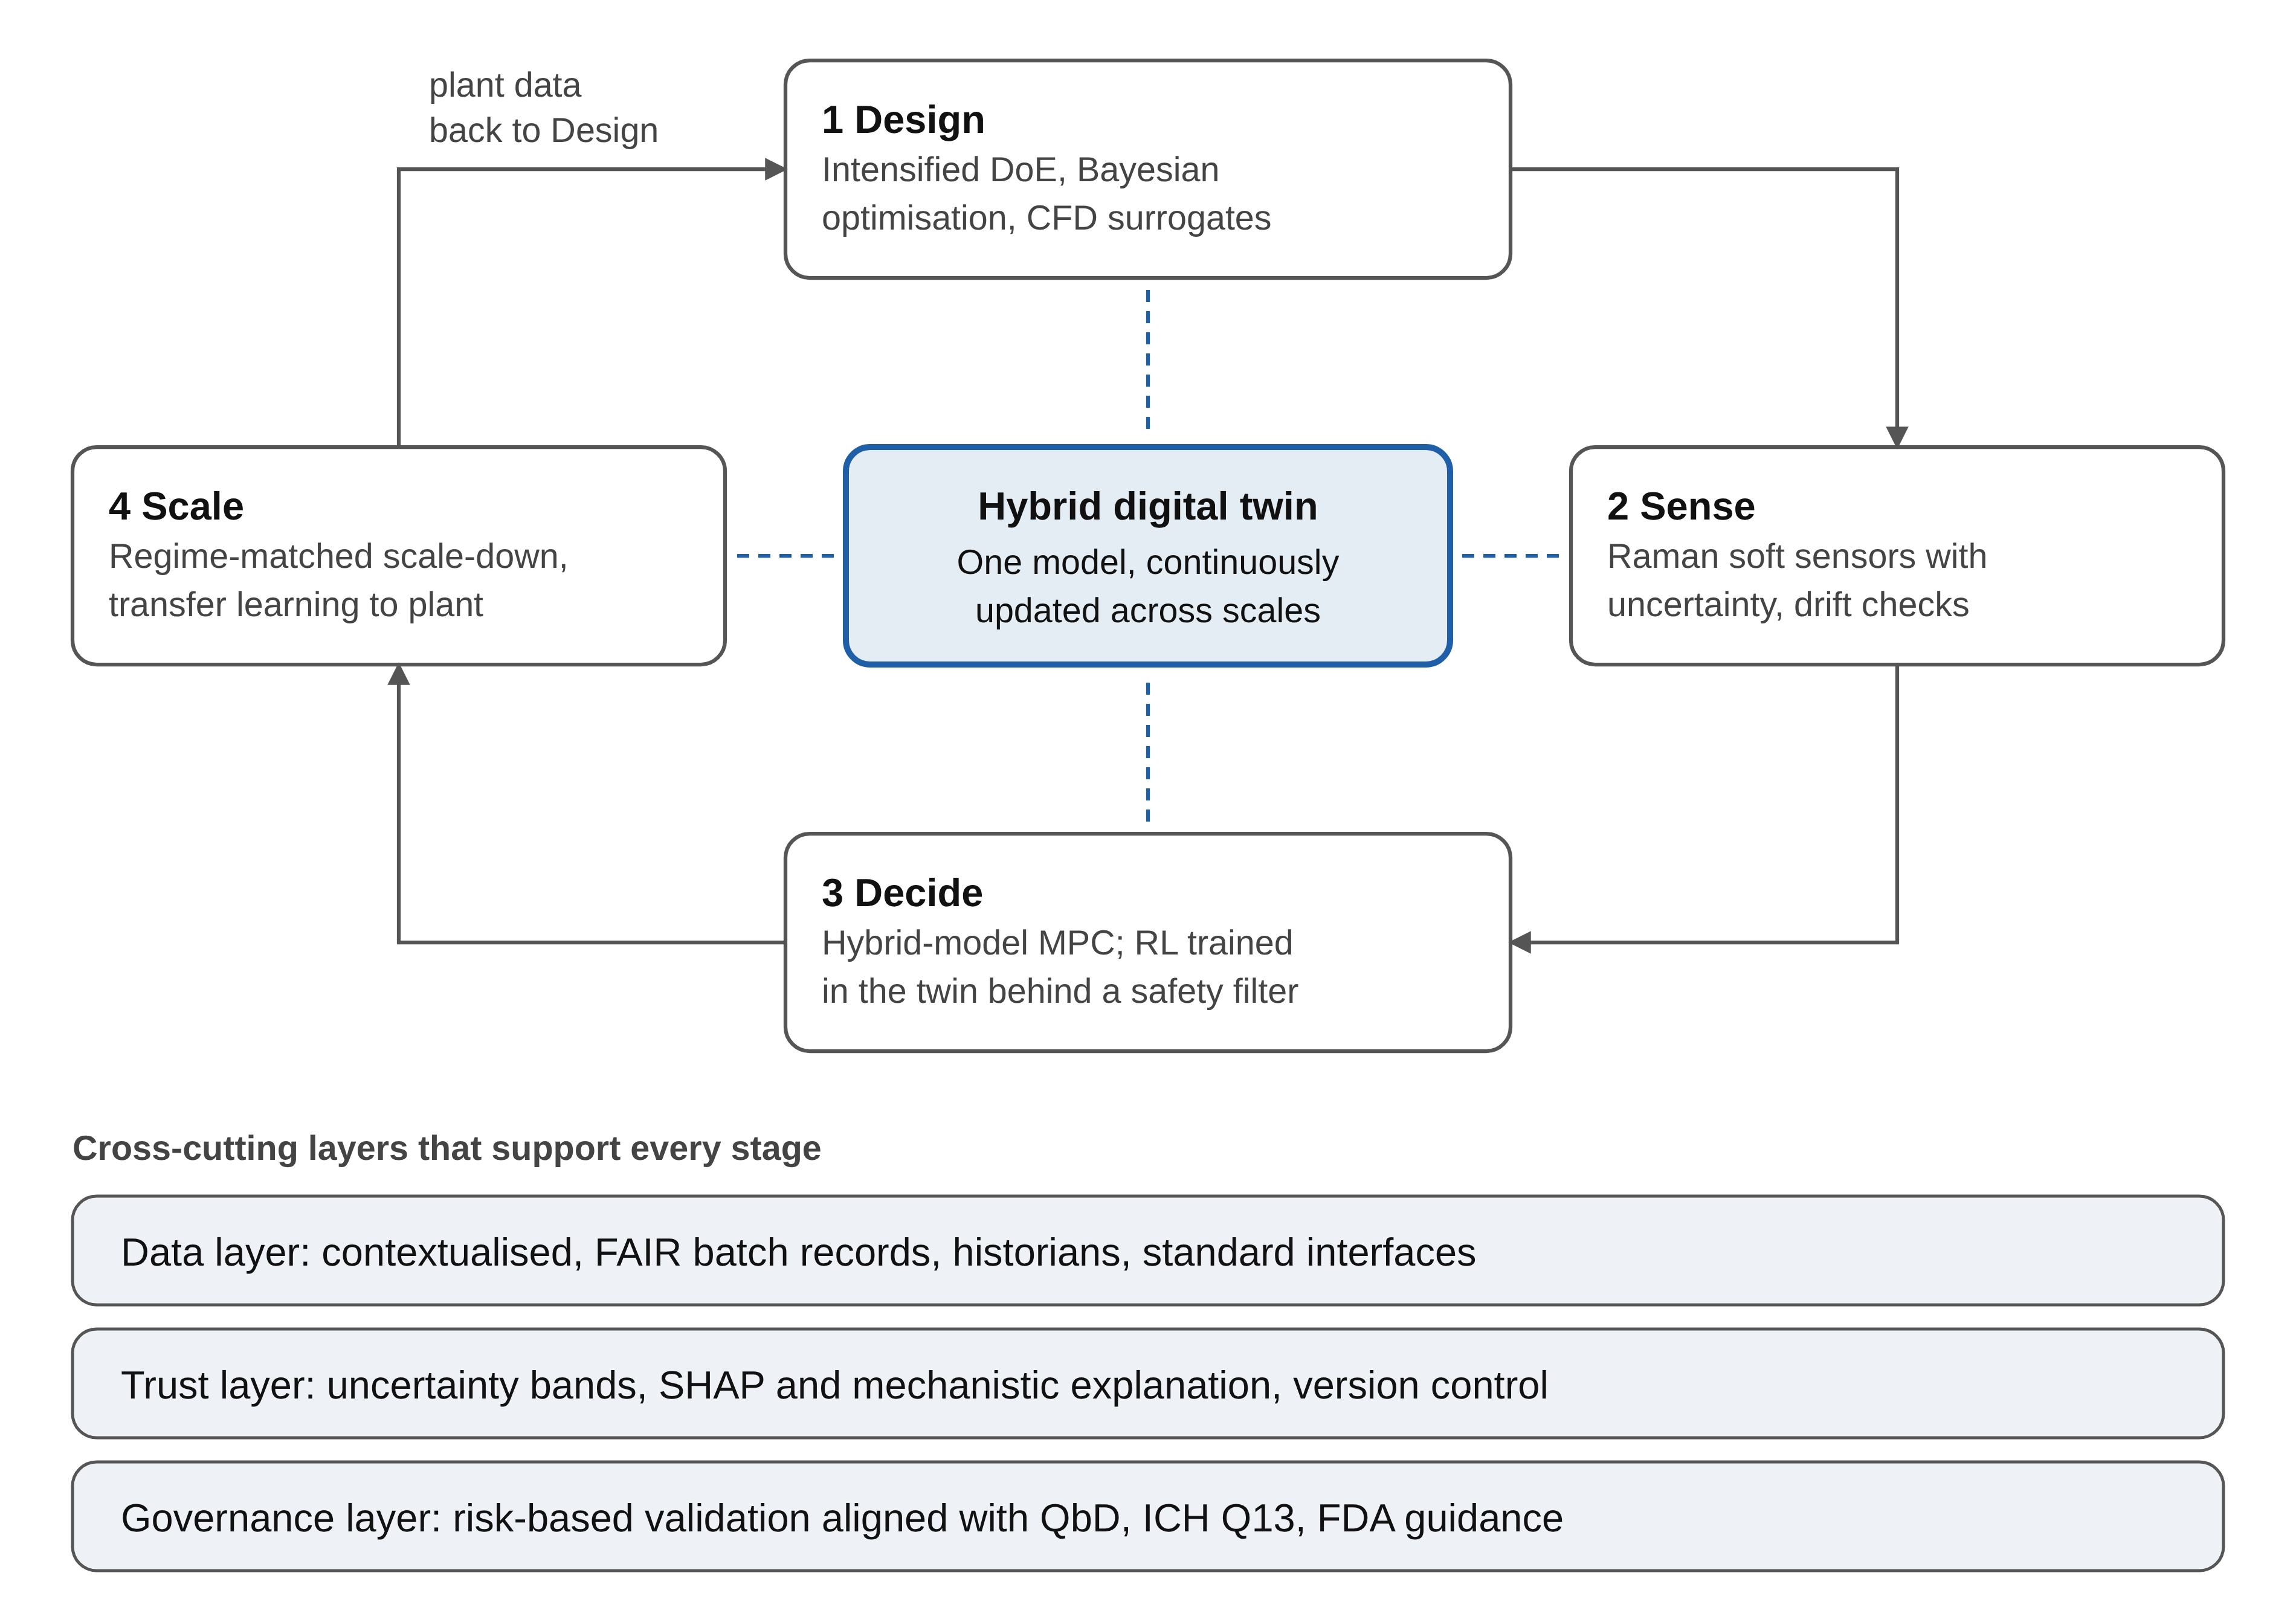 plant data
back to Design
1 Design
Intensified DoE, Bayesian
optimisation, CFD surrogates
4 Scale
Regime-matched scale-down,
transfer learning to plant
Hybrid digital twin
One model, continuously
updated across scales
2 Sense
Raman soft sensors with
uncertainty, drift checks
3 Decide
Hybrid-model MPC; RL trained
in the twin behind a safety filter
Cross-cutting layers that support every stage
Data layer: contextualised, FAIR batch records, historians, standard interfaces
Trust layer: uncertainty bands, SHAP and mechanistic explanation, version control
Governance layer: risk-based validation aligned with QbD, ICH Q13, FDA guidance